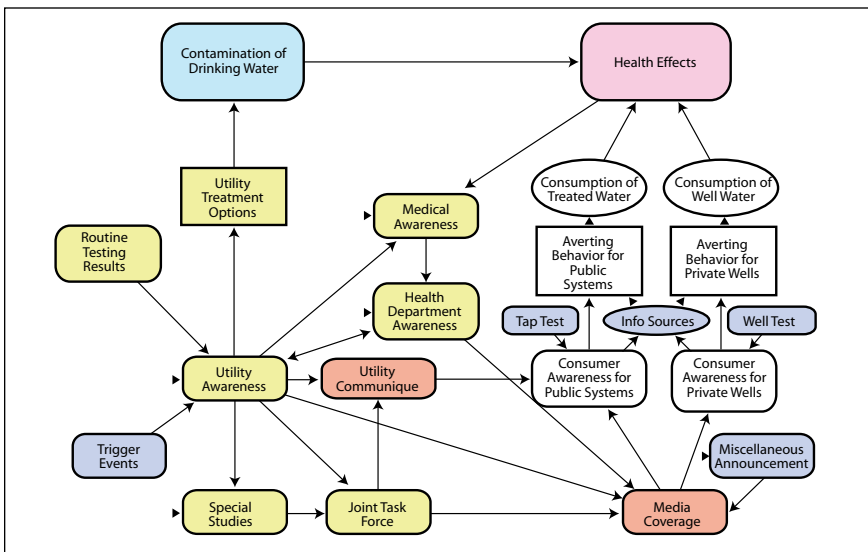 Contamination of
Drinking Water
Health Effects
Utility
Treatment
Options
Medical
Awareness
Consumption of
Treated Water
Consumption of
Well Water
Routine
Testing
Results
Averting
Behavior for
Public
Systems
Averting
Behavior for
Private Wells
Health
Department
Awareness
Tap Test
Info Sources
Well Test
Utility
Awareness
Utility
Communique
Consumer
Awareness for
Public Systems
Consumer
Awareness for
Private Wells
Trigger
Events
Miscellaneous
Announcement
Special
Studies
Joint Task
Force
Media
Coverage